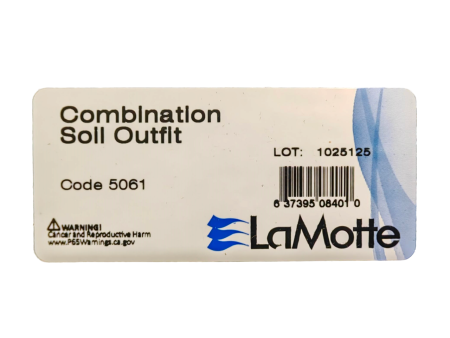 Combination
Soil Outfit
LOT: 1025125
Code 5061
6 37395 08401 0
WARNING!
Cancer and Reproductive Harm
www.P65Warnings.ca.gov
LaMotte